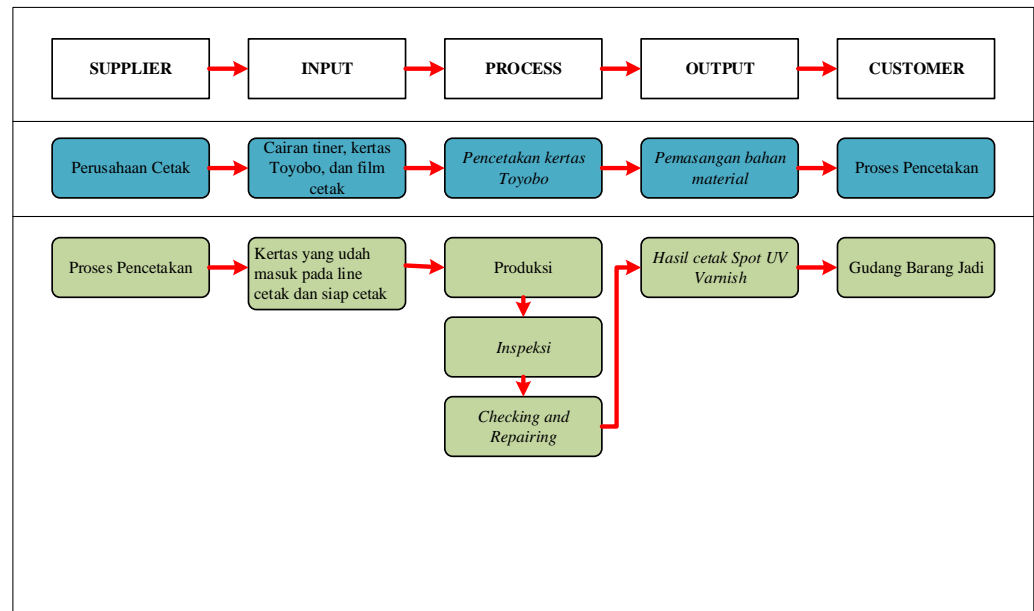 SUPPLIER
INPUT
PROCESS
OUTPUT
CUSTOMER
Perusahaan Cetak
Cairan tiner, kertas
Toyobo, dan film
cetak
Pencetakan kertas
Toyobo
Pemasangan bahan
material
Proses Pencetakan
Proses Pencetakan
Kertas yang udah
masuk pada line
cetak dan siap cetak
Produksi
Inspeksi
Checking and
Repairing
Hasil cetak Spot UV
Varnish
Gudang Barang Jadi